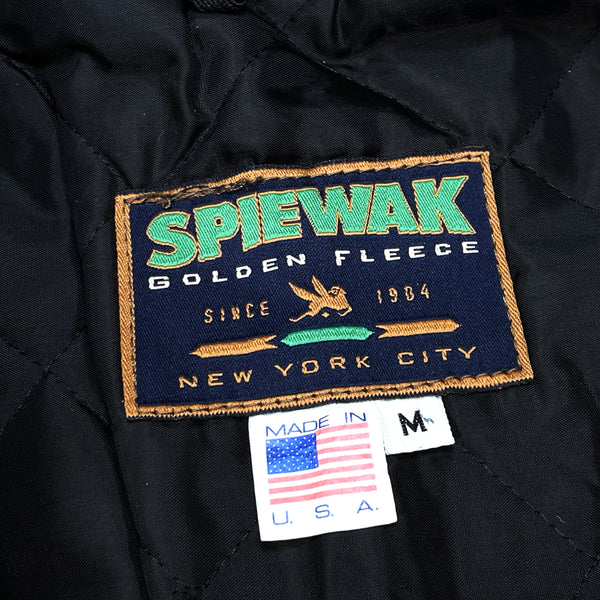 SPIEWAK
GOLDEN FLEECE
SINCE 1904
NEW YORK CITY
MADE IN
U. S. A.
M